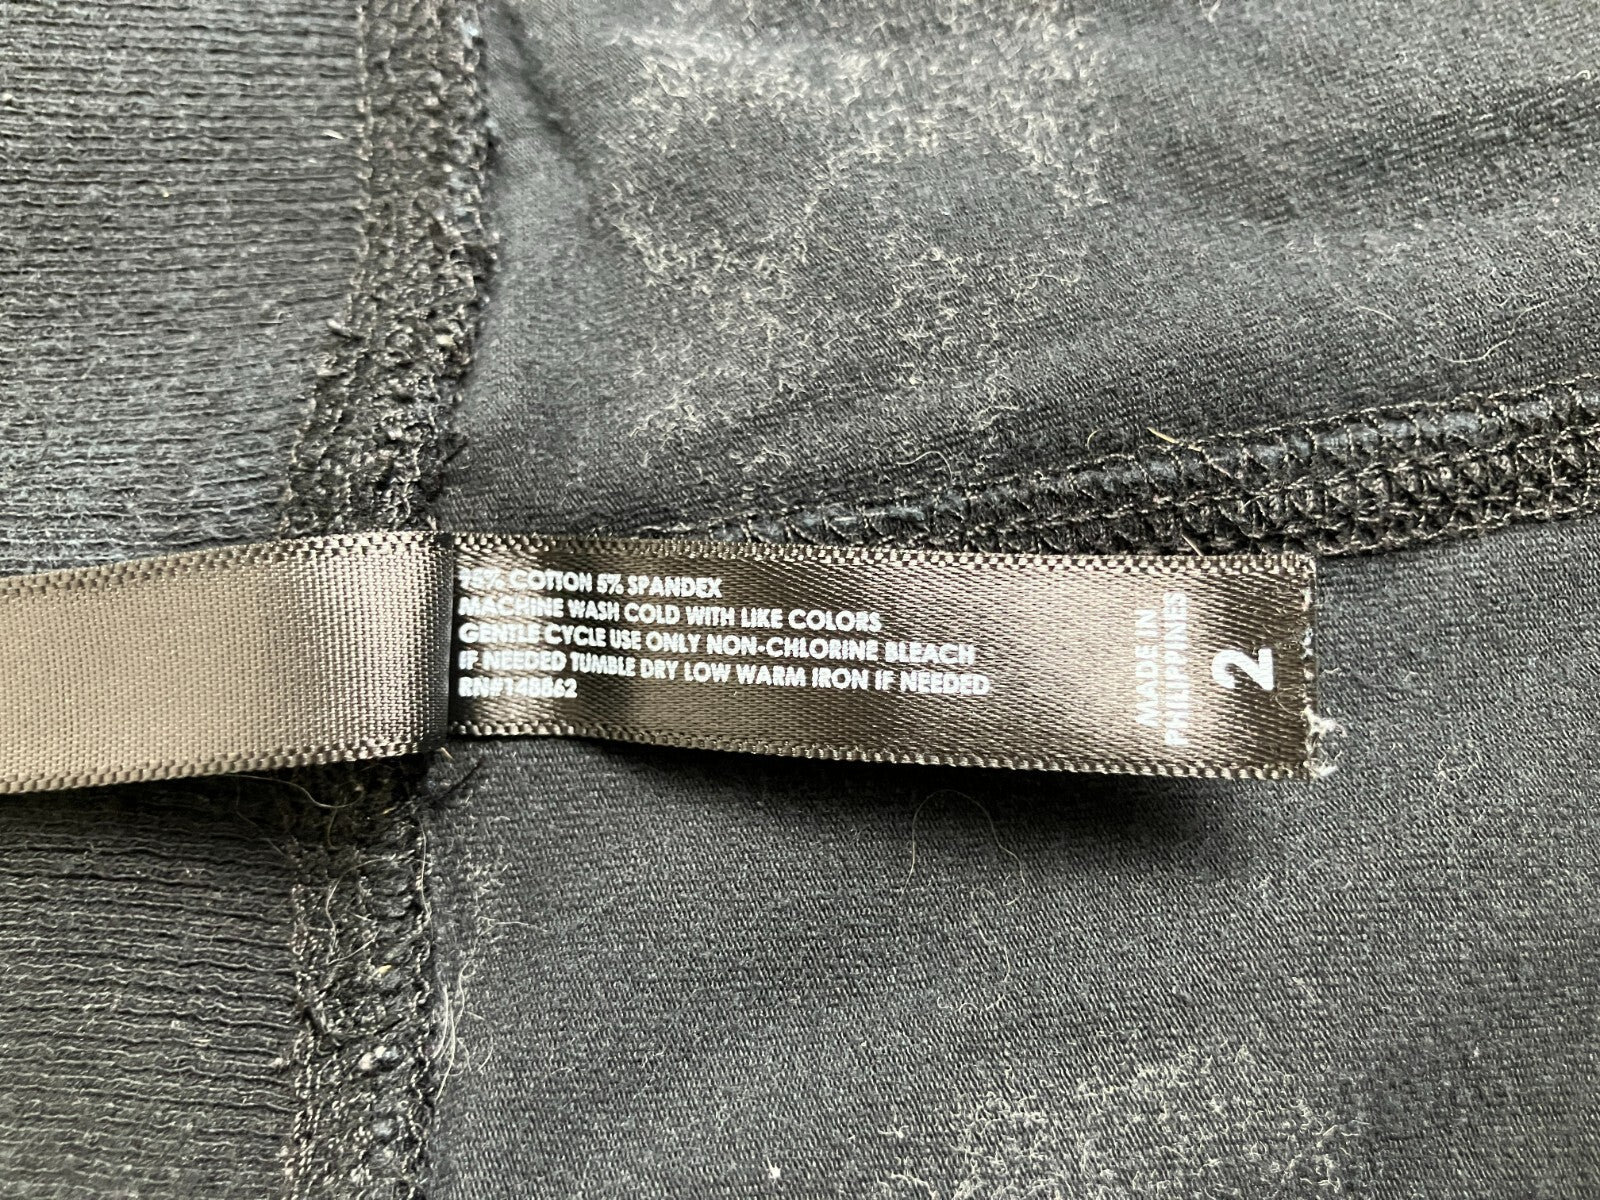 95% COTTON 5% SPANDEX
MACHINE WASH COLD WITH LIKE COLORS
GENTLE CYCLE USE ONLY NON-CHLORINE BLEACH
IF NEEDED TUMBLE DRY LOW WARM IRON IF NEEDED
RN#148862
MADE IN
PHILIPPINES
2